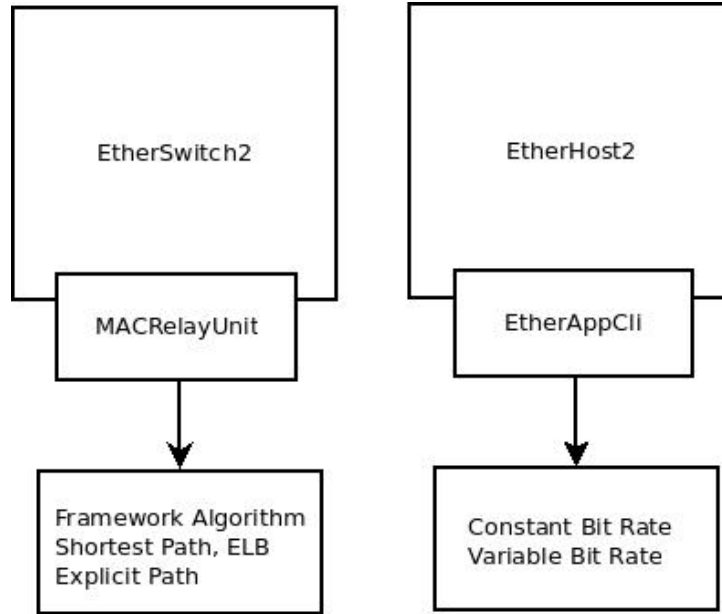 EtherSwitch2
MACRelayUnit
Framework Algorithm
Shortest Path, ELB
Explicit Path
EtherHost2
EtherAppCli
Constant Bit Rate
Variable Bit Rate